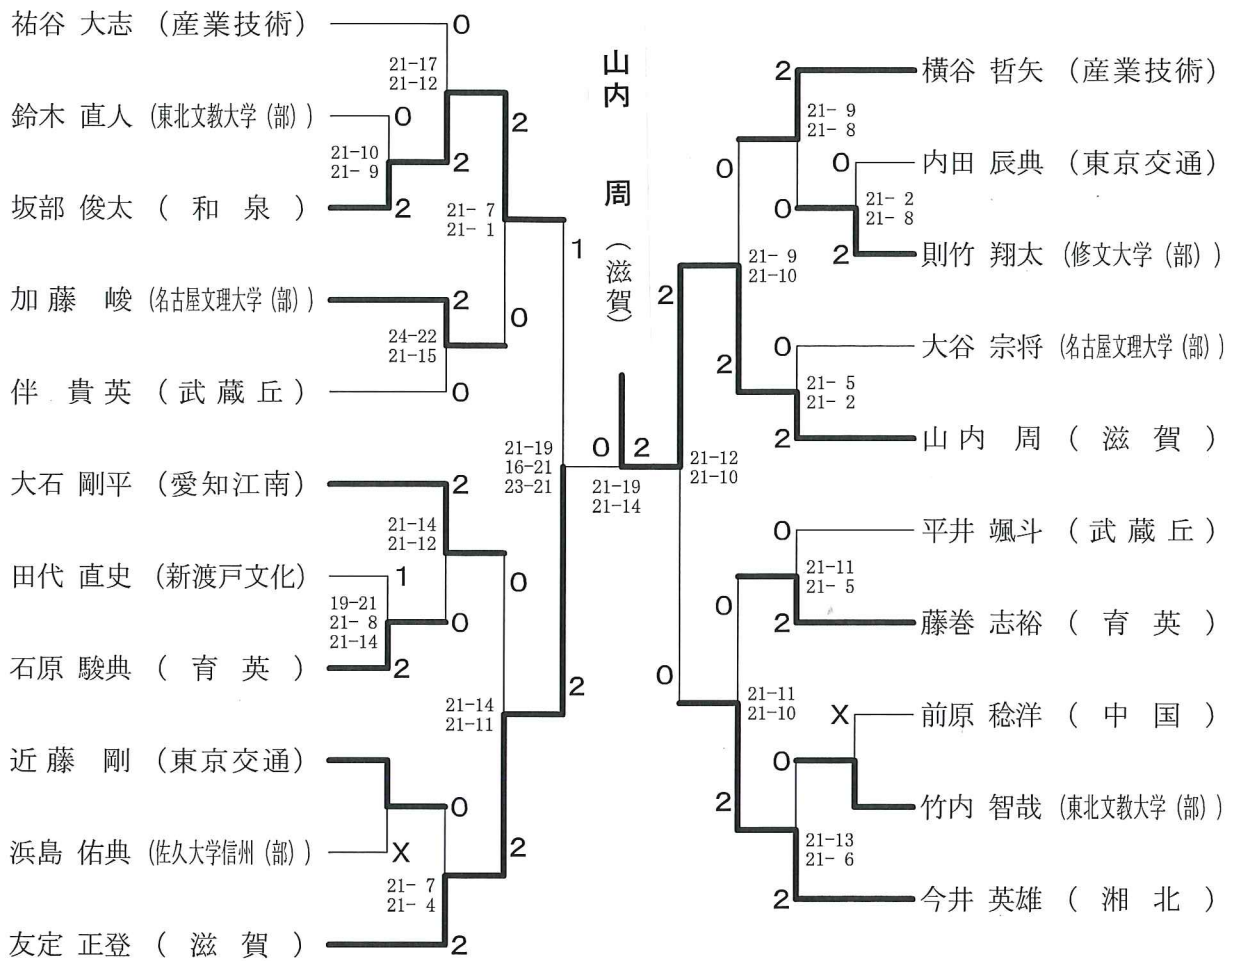 祐谷 大志 (産業技術)
0
21-17
21-12
鈴木 直人 (東北文教大学(部))
0
2
21-10
21- 9
2
坂部 俊太 (和泉)
2
21- 7
21- 1
1
加藤 峻 (名古屋文理大学(部))
2
0
24-22
21-15
伴 貴英 (武蔵丘)
0
21-19
16-21
23-21
大石 剛平 (愛知江南)
2
21-14
21-12
田代 直史 (新渡戸文化)
1
0
19-21
21- 8
21-14
0
石原 駿典 (育英)
2
2
21-14
21-11
近藤 剛 (東京交通)
0
浜島 佑典 (佐久大学信州(部))
X
2
21- 7
21- 4
友定 正登 (滋賀)
2
山内 周 (滋賀)
0 2
21-19
21-14
2 横谷 哲矢 (産業技術)
21- 9
21- 8
0
0 内田 辰典 (東京交通)
21- 2
21- 8
0
2 則竹 翔太 (修文大学(部))
21- 9
21-10
2
0 大谷 宗将 (名古屋文理大学(部))
2
21- 5
21- 2
2 山内 周 (滋賀)
21-12
21-10
0 平井 颯斗 (武蔵丘)
21-11
21- 5
0
2 藤巻 志裕 (育英)
0
21-11
21-10
X 前原 稔洋 (中国)
0
2
竹内 智哉 (東北文教大学(部))
21-13
21- 6
2 今井 英雄 (湘北)